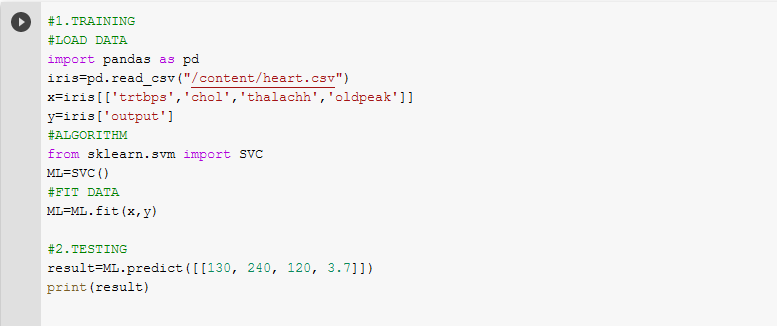 #1.TRAINING
#LOAD DATA
import pandas as pd
iris=pd.read_csv("/content/heart.csv")
x=iris[['trtbps','chol','thalachh','oldpeak']]
y=iris['output']
#ALGORITHM
from sklearn.svm import SVC
ML=SVC()
#FIT DATA
ML=ML.fit(x,y)

#2.TESTING
result=ML.predict([[130, 240, 120, 3.7]])
print(result)